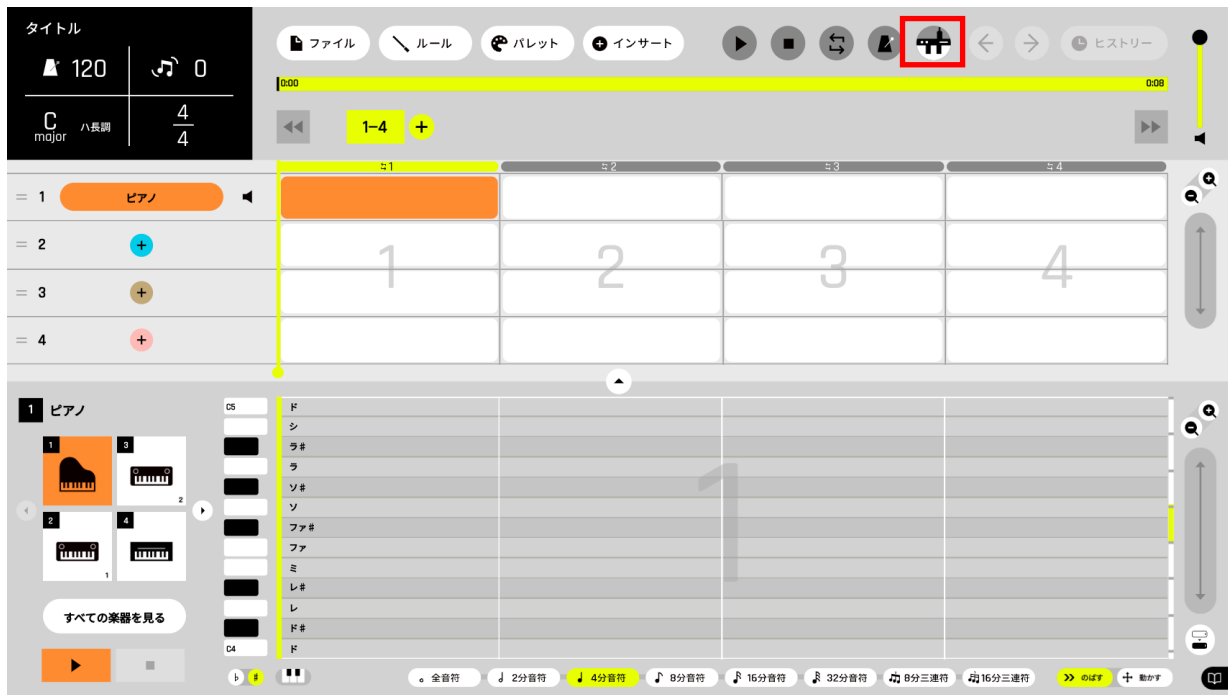 タイトル
120 0
C major ハ長調 4 4
ファイル ルール パレット インサート ヒストリー
0:00 0:08
1-4 +
1 2 3 4
1 ピアノ
2 +
3 +
4 +
1 2 3 4
1 ピアノ
1 3
2
2 4
1
すべての楽器を見る
C5 ド
シ
ラ#
ラ
ソ#
ソ
ファ#
ファ
ミ
レ#
レ
ド#
C4 ド
1
♭ # 全音符 2分音符 4分音符 8分音符 16分音符 32分音符 8分三連符 16分三連符 のばす 動かす